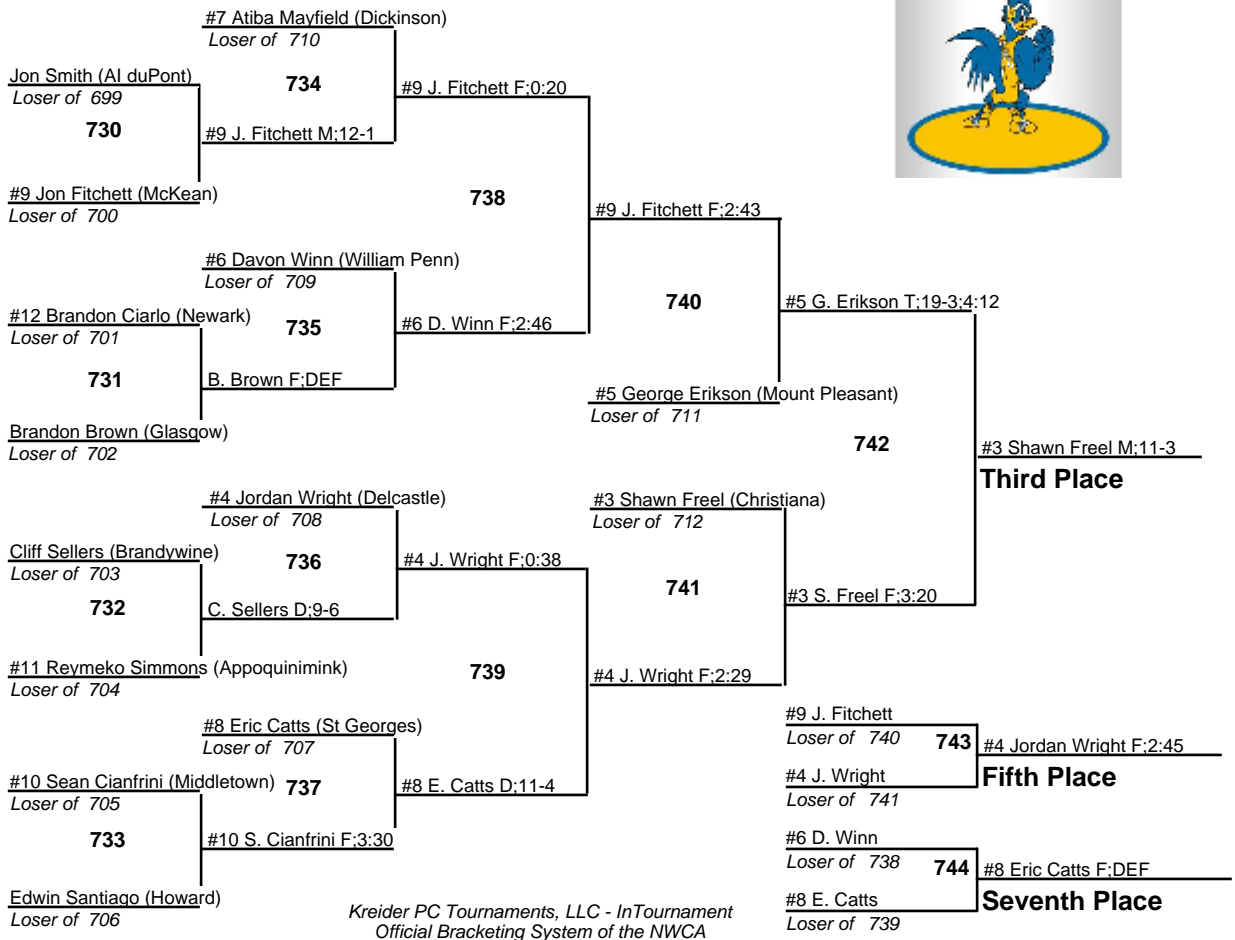 #7 Atiba Mayfield (Dickinson)
Loser of 710
Jon Smith (AI duPont)
Loser of 699
734
#9 J. Fitchett F;0:20
730
#9 J. Fitchett M;12-1
#9 Jon Fitchett (McKean)
Loser of 700
738
#9 J. Fitchett F;2:43
#6 Davon Winn (William Penn)
Loser of 709
#12 Brandon Ciarlo (Newark)
Loser of 701
735
#6 D. Winn F;2:46
740
#5 G. Erikson T;19-3;4:12
731
B. Brown F;DEF
#5 George Erikson (Mount Pleasant)
Loser of 711
Brandon Brown (Glasgow)
Loser of 702
742
#3 Shawn Freel M;11-3
Third Place
#4 Jordan Wright (Delcastle)
Loser of 708
#3 Shawn Freel (Christiana)
Loser of 712
Cliff Sellers (Brandywine)
Loser of 703
736
#4 J. Wright F;0:38
741
#3 S. Freel F;3:20
732
C. Sellers D;9-6
#11 Reymeko Simmons (Appoquinimink)
Loser of 704
739
#4 J. Wright F;2:29
#8 Eric Catts (St Georges)
Loser of 707
#9 J. Fitchett
Loser of 740
743
#4 Jordan Wright F;2:45
Fifth Place
#4 J. Wright
Loser of 741
#10 Sean Cianfrini (Middletown)
Loser of 705
737
#8 E. Catts D;11-4
733
#10 S. Cianfrini F;3:30
#6 D. Winn
Loser of 738
744
#8 Eric Catts F;DEF
Seventh Place
#8 E. Catts
Loser of 739
Edwin Santiago (Howard)
Loser of 706
Kreider PC Tournaments, LLC - InTournament
Official Bracketing System of the NWCA